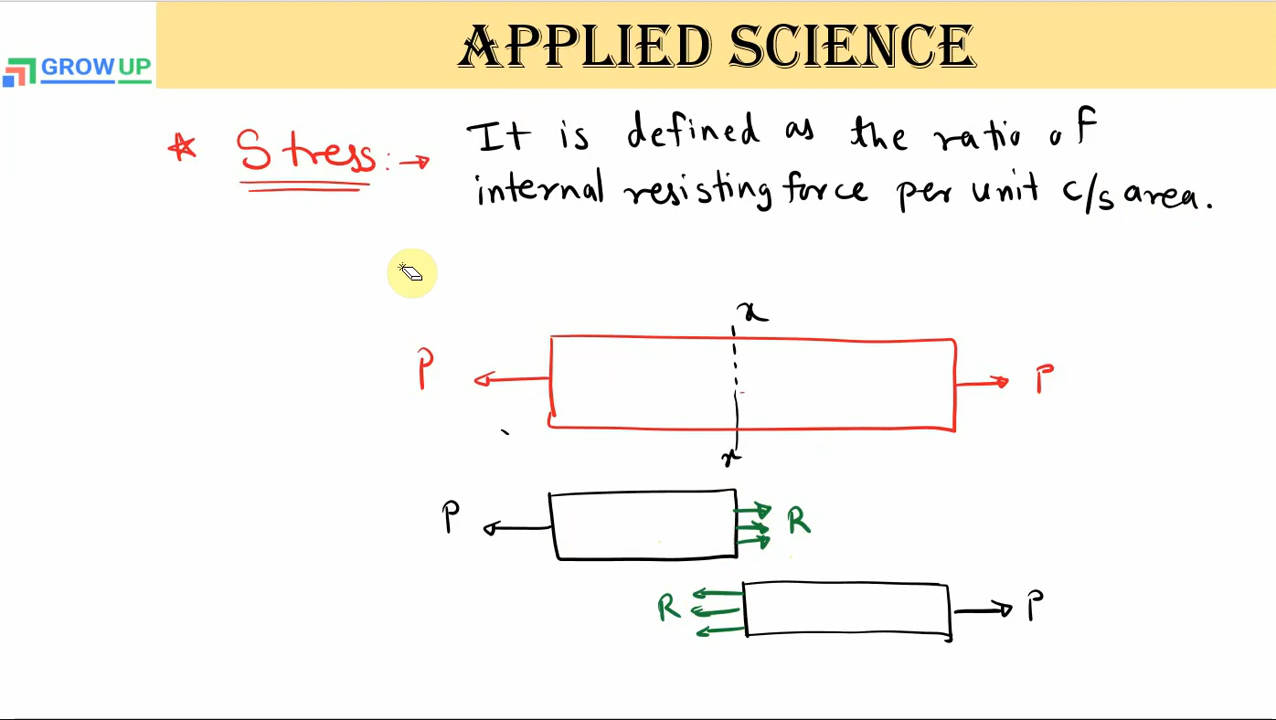 GROW UP
APPLIED SCIENCE
* Stress :→ It is defined as the ratio of
internal resisting force per unit c/s area.
x
P P
x
P R
R P